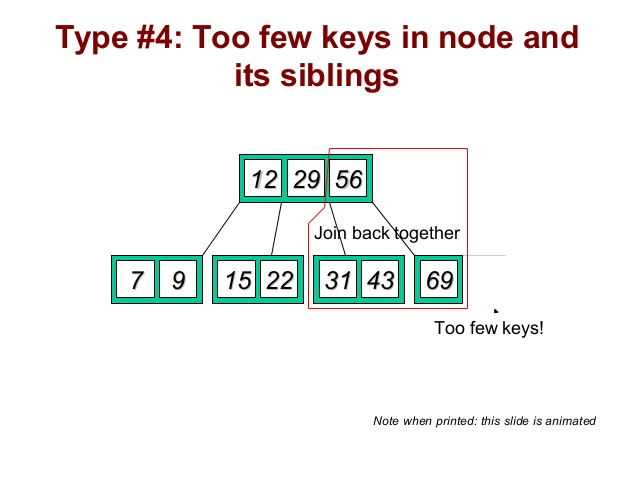 Type #4: Too few keys in node and
its siblings
12 29 56
Join back together
7 9 15 22 31 43 69
Too few keys!
Note when printed: this slide is animated